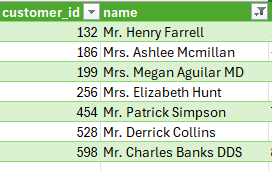 customer_id name
132 Mr. Henry Farrell
186 Mrs. Ashlee Mcmillan
199 Mrs. Megan Aguilar MD
256 Mrs. Elizabeth Hunt
454 Mr. Patrick Simpson
528 Mr. Derrick Collins
598 Mr. Charles Banks DDS